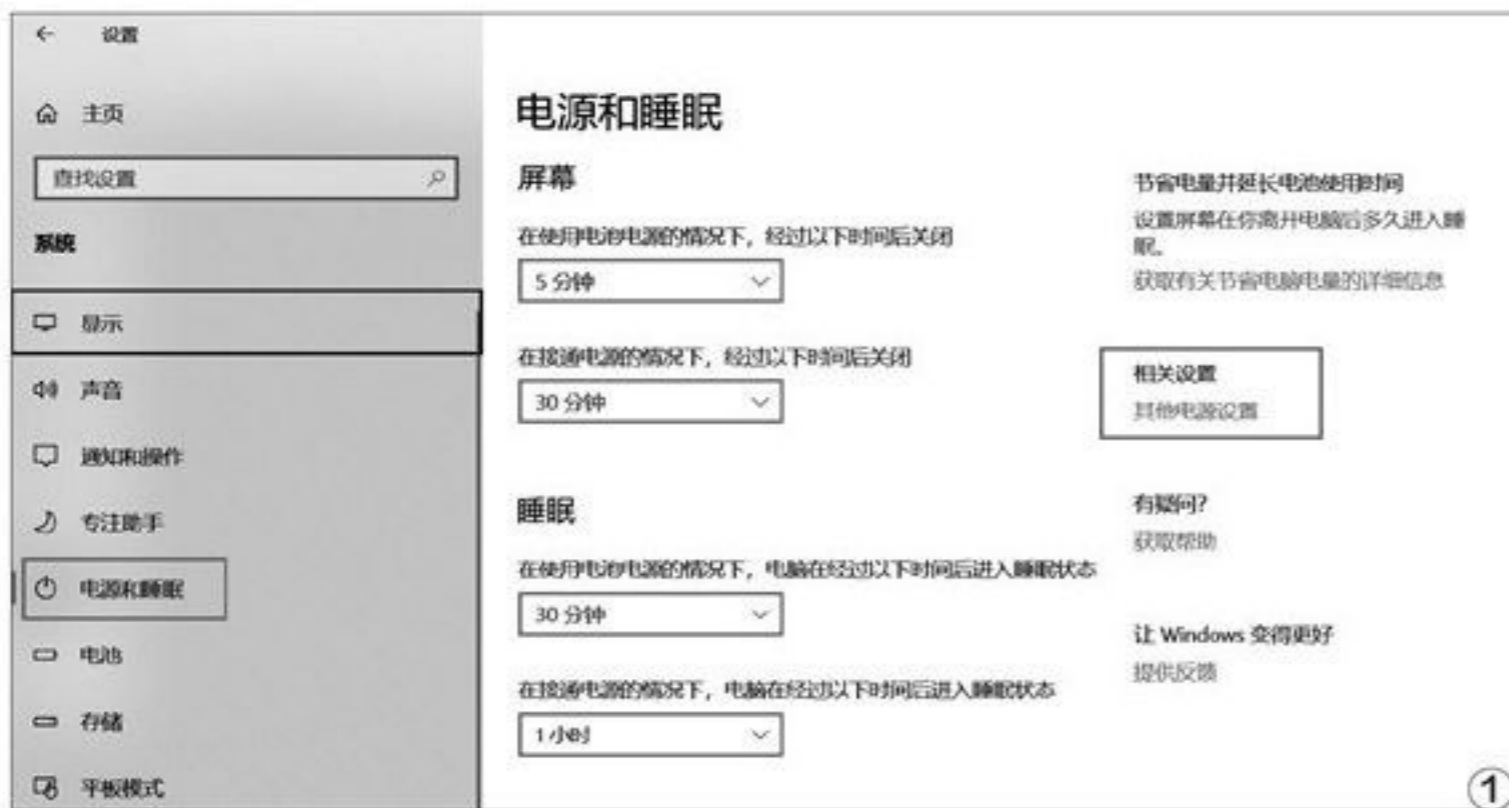 设置
主页
查找设置
系统
显示
声音
通知和操作
专注助手
电源和睡眠
电池
存储
平板模式
电源和睡眠
屏幕
在使用电池电源的情况下，经过以下时间后关闭
5 分钟
在接通电源的情况下，经过以下时间后关闭
30 分钟
睡眠
在使用电池电源的情况下，电脑在经过以下时间后进入睡眠状态
30 分钟
在接通电源的情况下，电脑在经过以下时间后进入睡眠状态
1 小时
节省电量并延长电池使用时间
设置屏幕在你离开电脑后多久进入睡
眠。
获取有关节省电脑电量的详细信息
相关设置
其他电源设置
有疑问?
获取帮助
让 Windows 变得更好
提供反馈
①